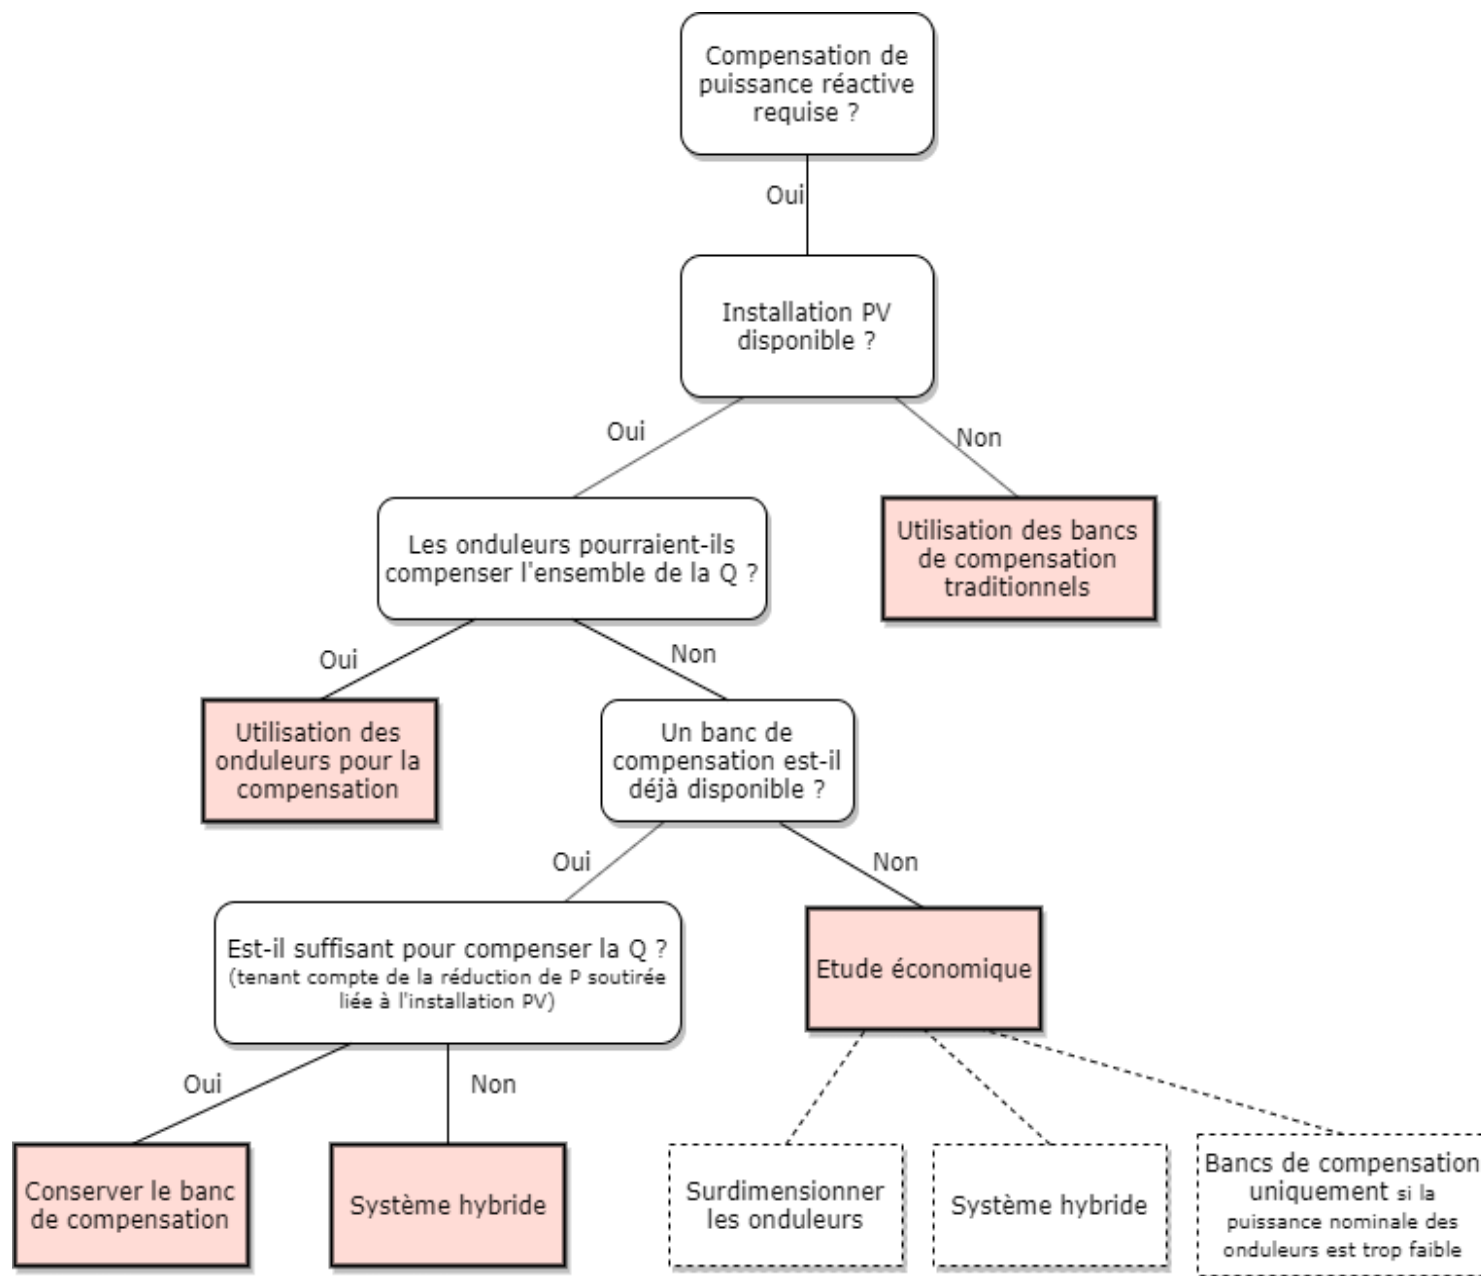 Compensation de
puissance réactive
requise ?
Oui
Installation PV
disponible ?
Oui
Non
Les onduleurs pourraient-ils
compenser l'ensemble de la Q ?
Utilisation des bancs
de compensation
traditionnels
Oui
Non
Utilisation des
onduleurs pour la
compensation
Un banc de
compensation est-il
déjà disponible ?
Oui
Non
Est-il suffisant pour compenser la Q ?
(tenant compte de la réduction de P soutirée
liée à l'installation PV)
Etude économique
Oui
Non
Conserver le banc
de compensation
Système hybride
Surdimensionner
les onduleurs
Système hybride
Bancs de compensation
uniquement si la
puissance nominale des
onduleurs est trop faible